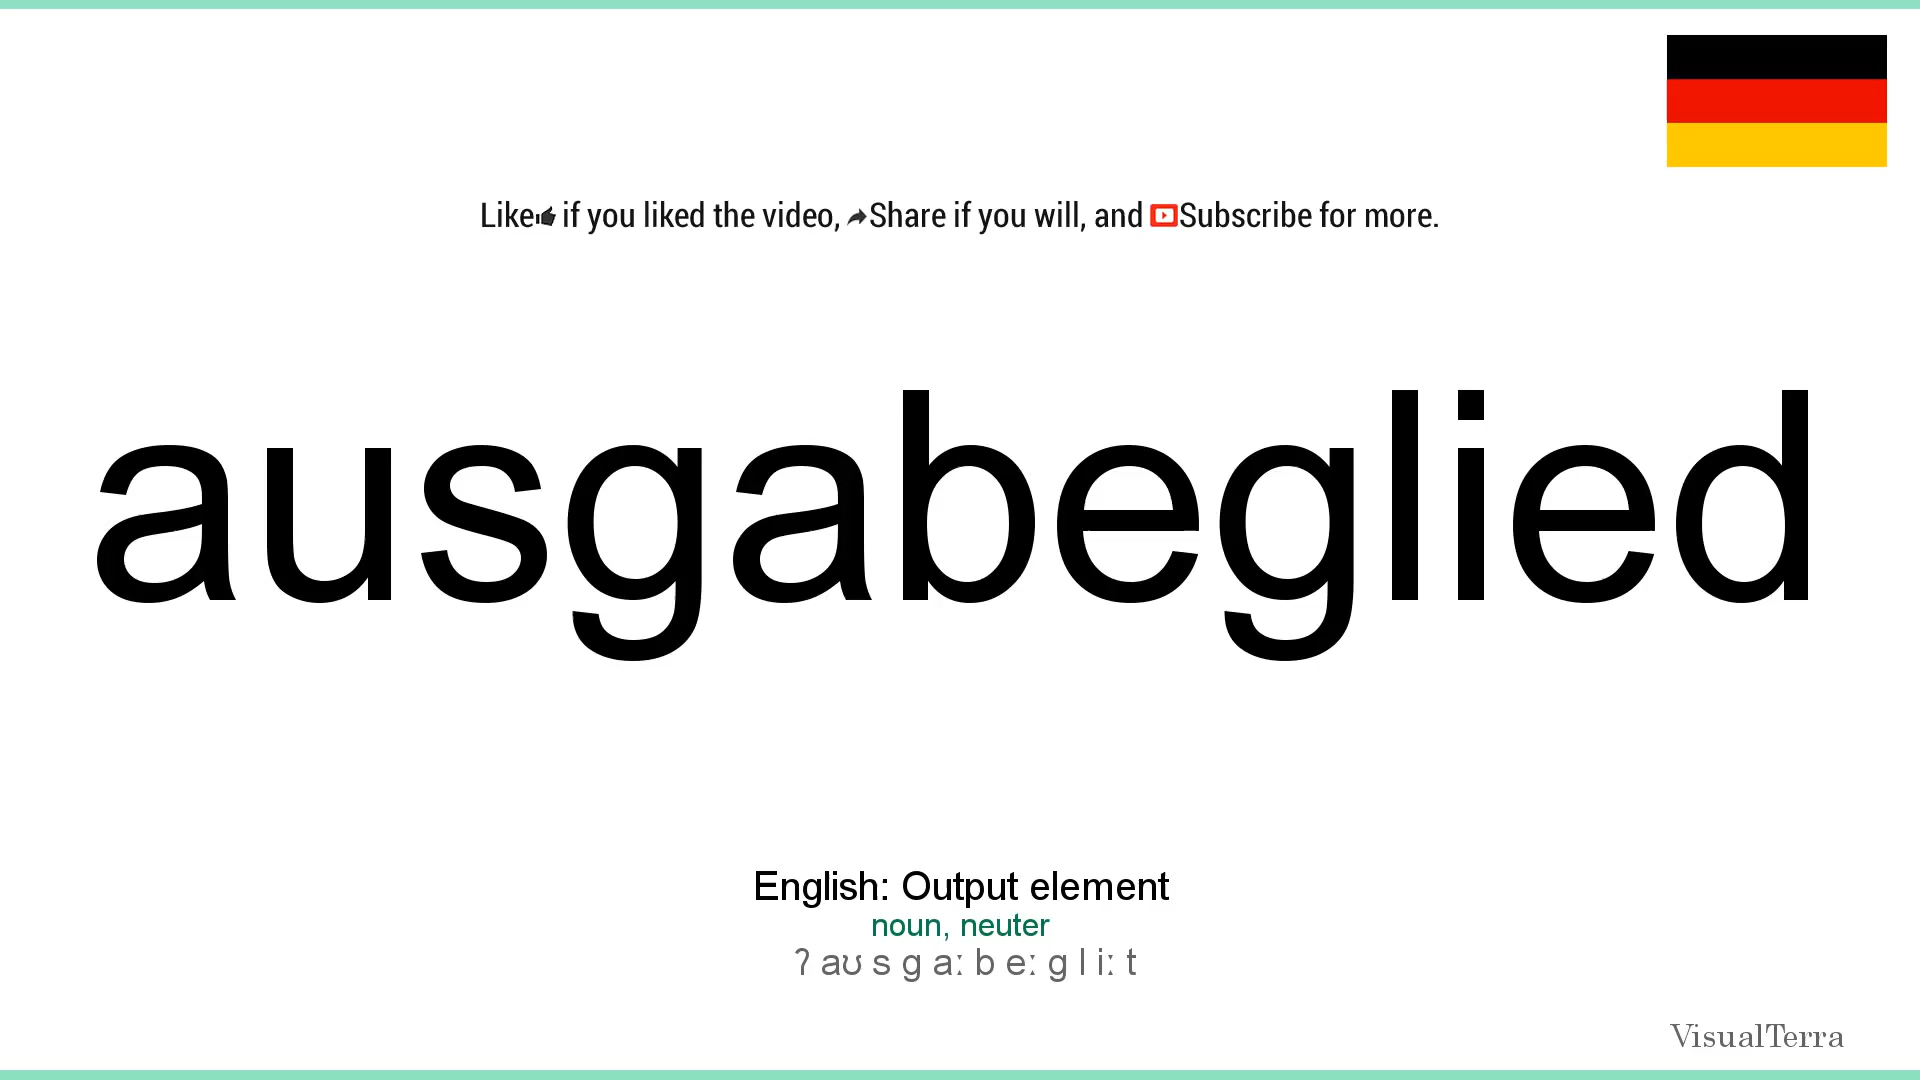 Like if you liked the video, Share if you will, and Subscribe for more.
ausgabeglied
English: Output element
noun, neuter
ʔ aʊ s g aː b eː g l iː t
VisualTerra